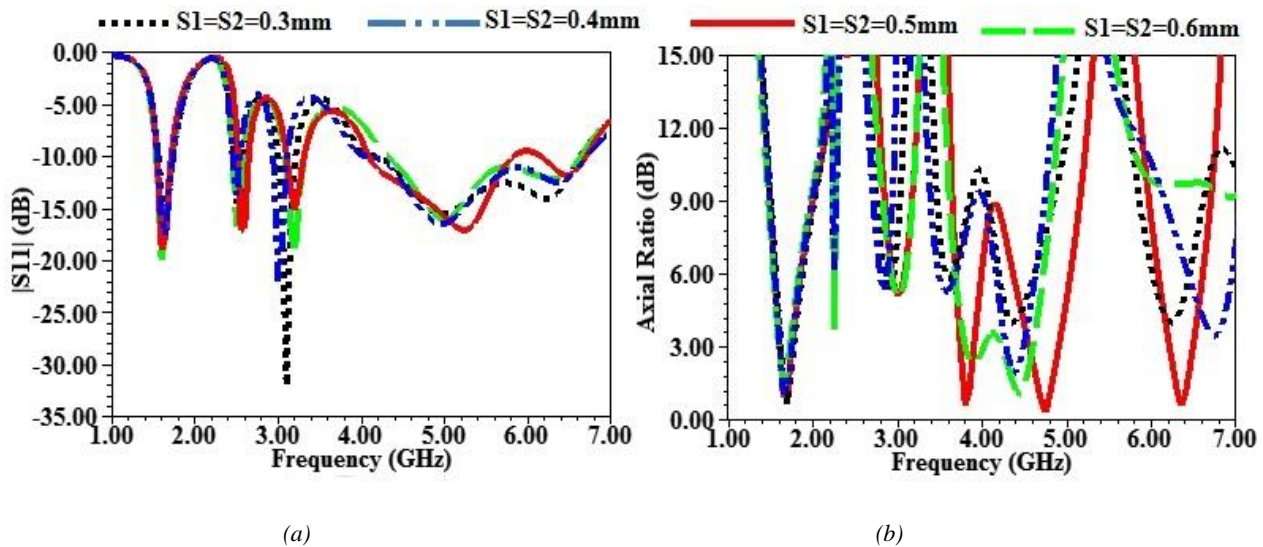 S1=S2=0.3mm S1=S2=0.4mm S1=S2=0.5mm S1=S2=0.6mm
0.00
-5.00
-10.00
-15.00
-20.00
-25.00
-30.00
-35.00
|S11| (dB)
1.00 2.00 3.00 4.00 5.00 6.00 7.00
Frequency (GHz)
(a)
15.00
12.00
9.00
6.00
3.00
0.00
Axial Ratio (dB)
1.00 2.00 3.00 4.00 5.00 6.00 7.00
Frequency (GHz)
(b)